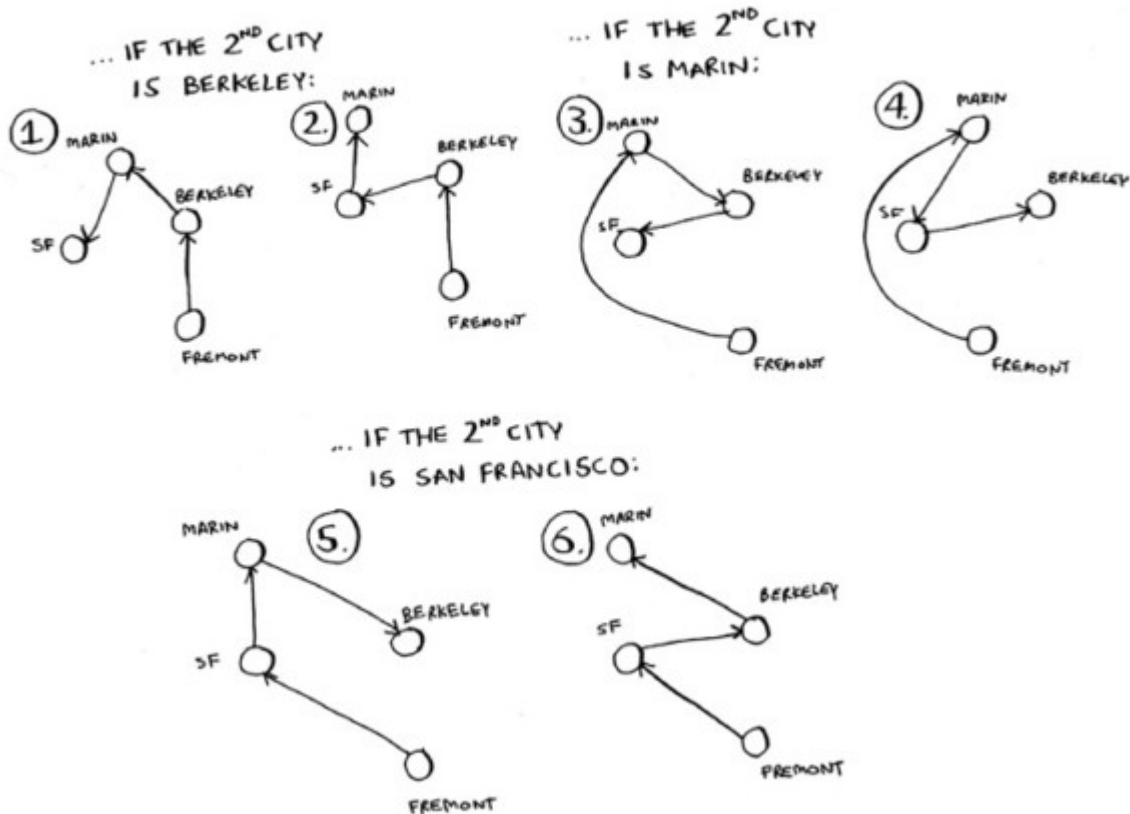 ... IF THE 2ND CITY
IS BERKELEY:
... IF THE 2ND CITY
IS MARIN:
1
MARIN
BERKELEY
SF
FREMONT
2.
MARIN
BERKELEY
SF
FREMONT
3.
MARIN
BERKELEY
SF
FREMONT
4.
MARIN
BERKELEY
SF
FREMONT
... IF THE 2ND CITY
IS SAN FRANCISCO:
5.
MARIN
BERKELEY
SF
FREMONT
6.
MARIN
BERKELEY
SF
FREMONT